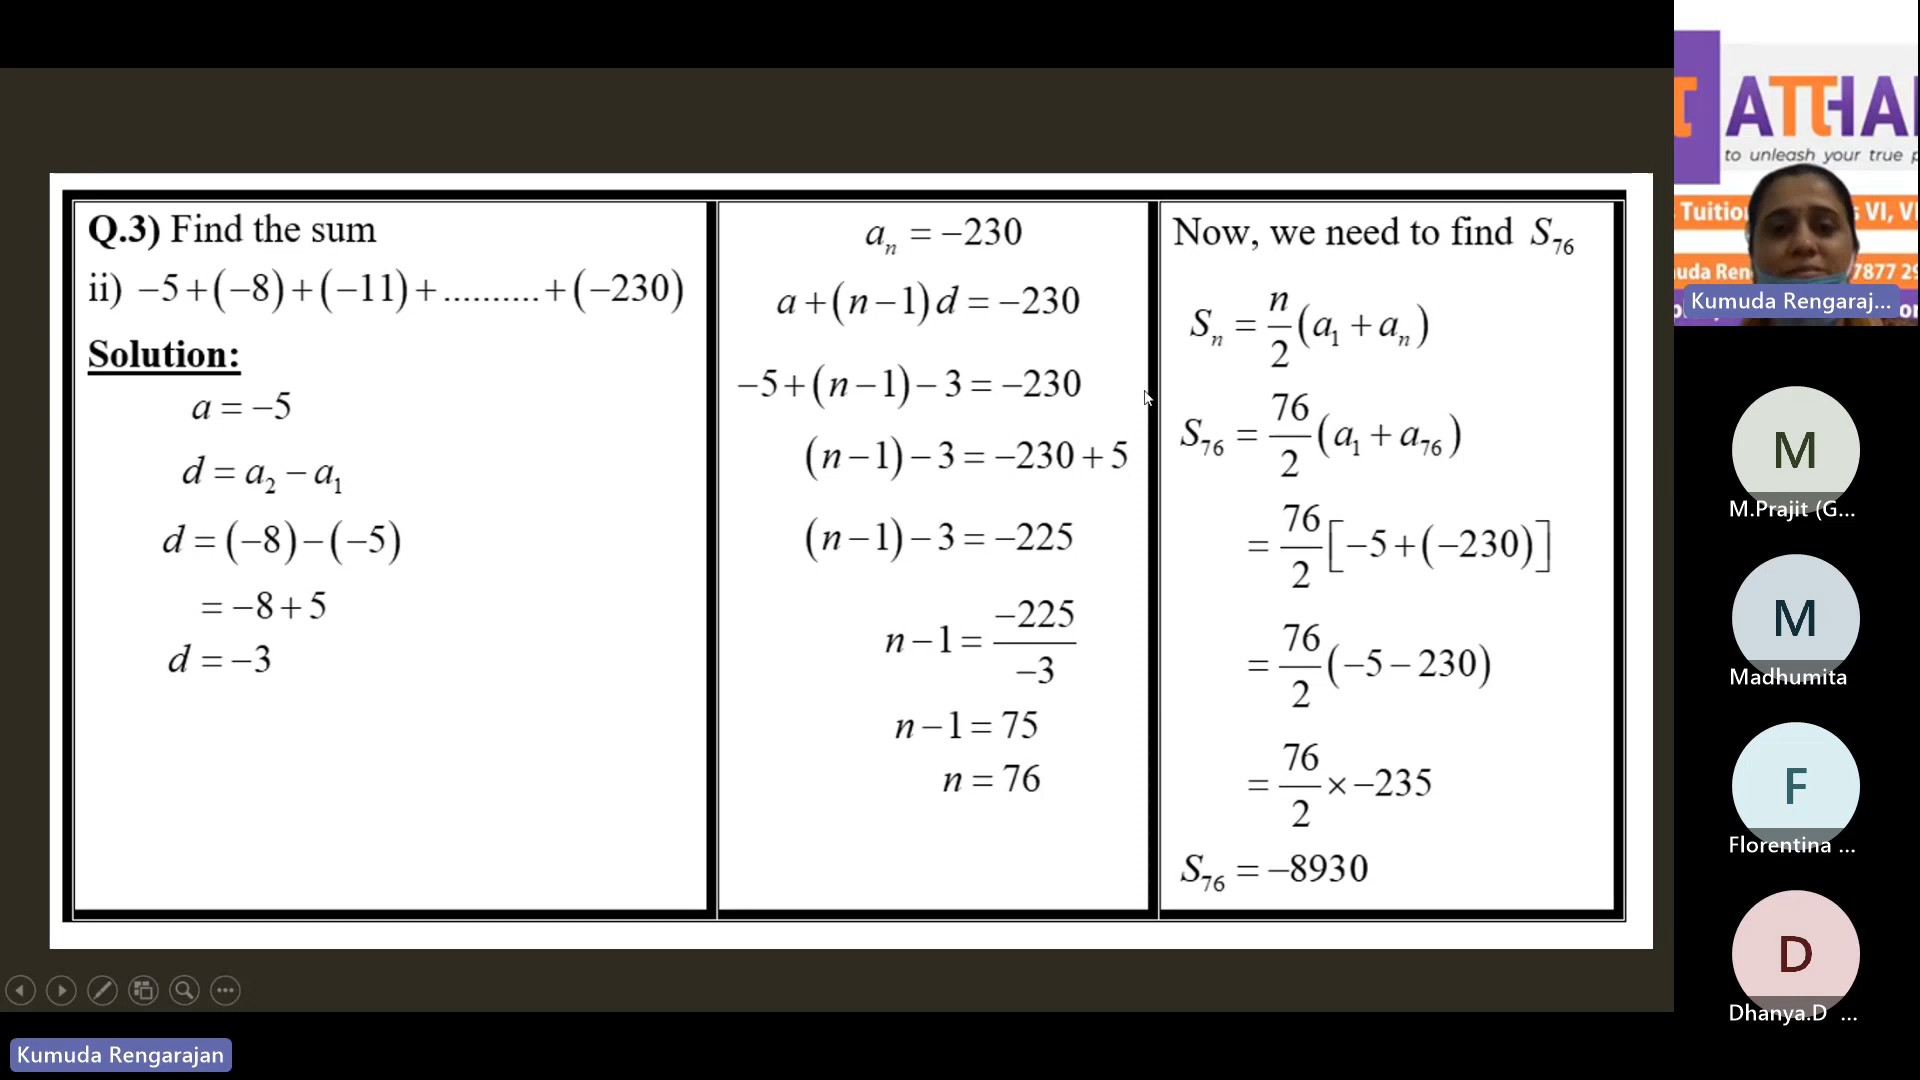 Q.3) Find the sum
ii) −5+(−8)+(−11)+..........+(−230)
Solution:
a = −5
d = a₂ − a₁
d = (−8)−(−5)
= −8+5
d = −3
aₙ = −230
a+(n−1)d = −230
−5+(n−1)−3 = −230
(n−1)−3 = −230+5
(n−1)−3 = −225
n−1 = −225/−3
n−1 = 75
n = 76
Now, we need to find S₇₆
Sₙ = n/2(a₁ + aₙ)
S₇₆ = 76/2(a₁ + a₇₆)
= 76/2[−5+(−230)]
= 76/2(−5−230)
= 76/2×−235
S₇₆ = −8930
ATTHA
to unleash your true
Tuition
VI,
7877 29
Kumuda Rengaraj...
M
M.Prajit (G...
M
Madhumita
F
Florentina ...
D
Dhanya.D ...
Kumuda Rengarajan